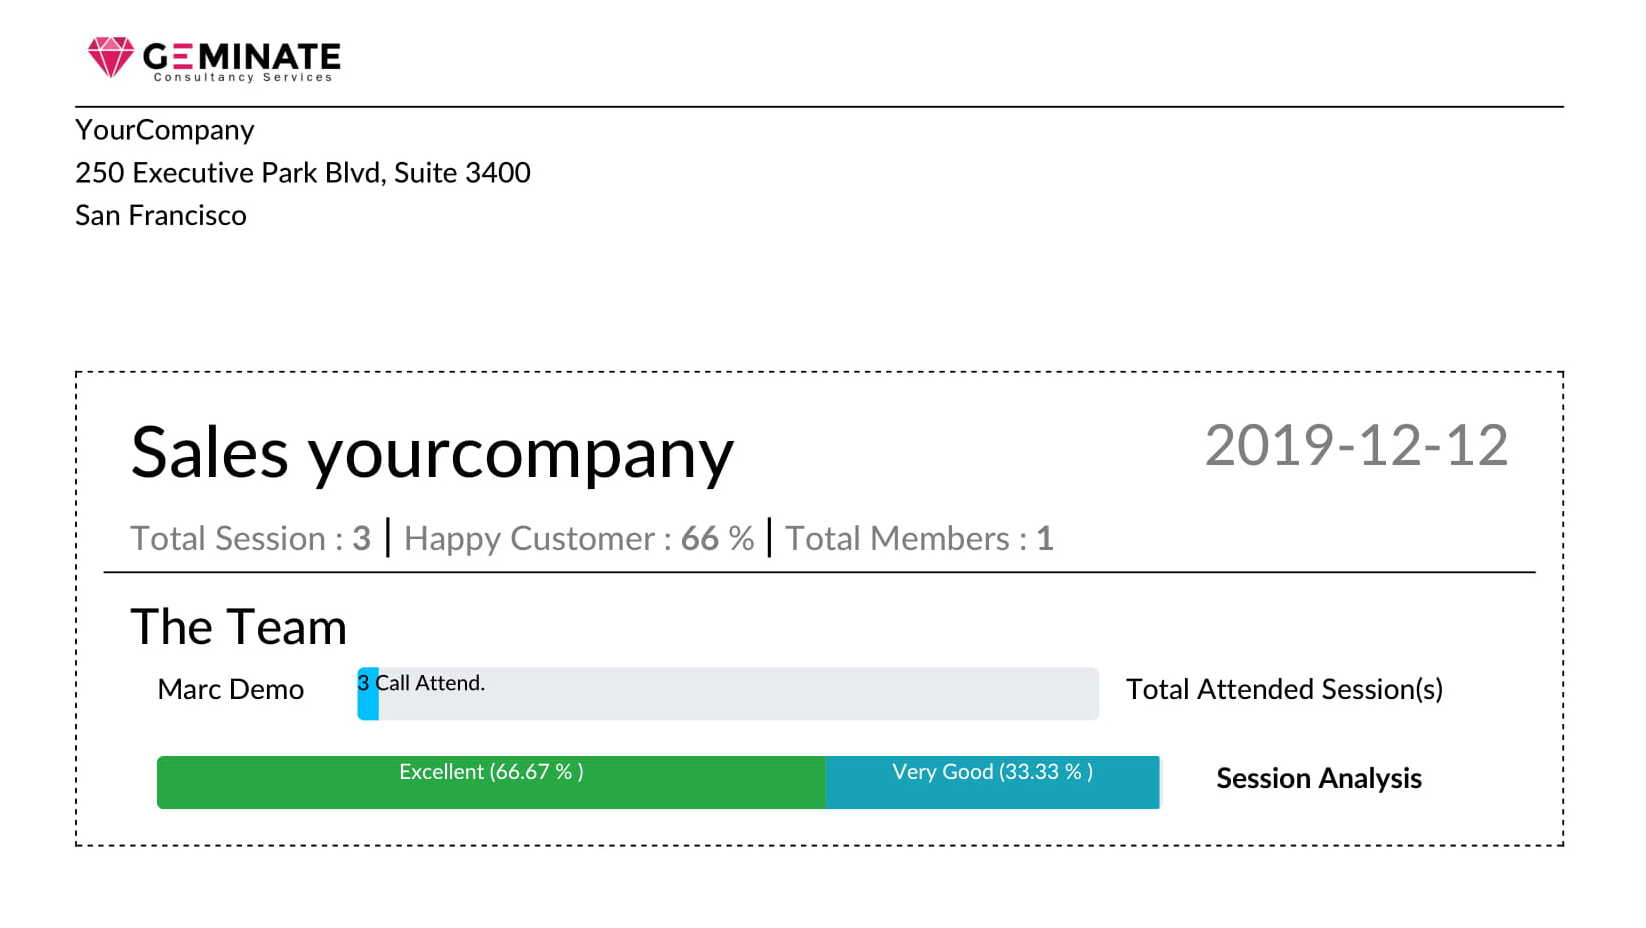 GEMINATE
Consultancy Services
YourCompany
250 Executive Park Blvd, Suite 3400
San Francisco
Sales yourcompany
2019-12-12
Total Session : 3 | Happy Customer : 66 % | Total Members : 1
The Team
Marc Demo
3 Call Attend.
Total Attended Session(s)
Excellent (66.67 % )
Very Good (33.33 % )
Session Analysis